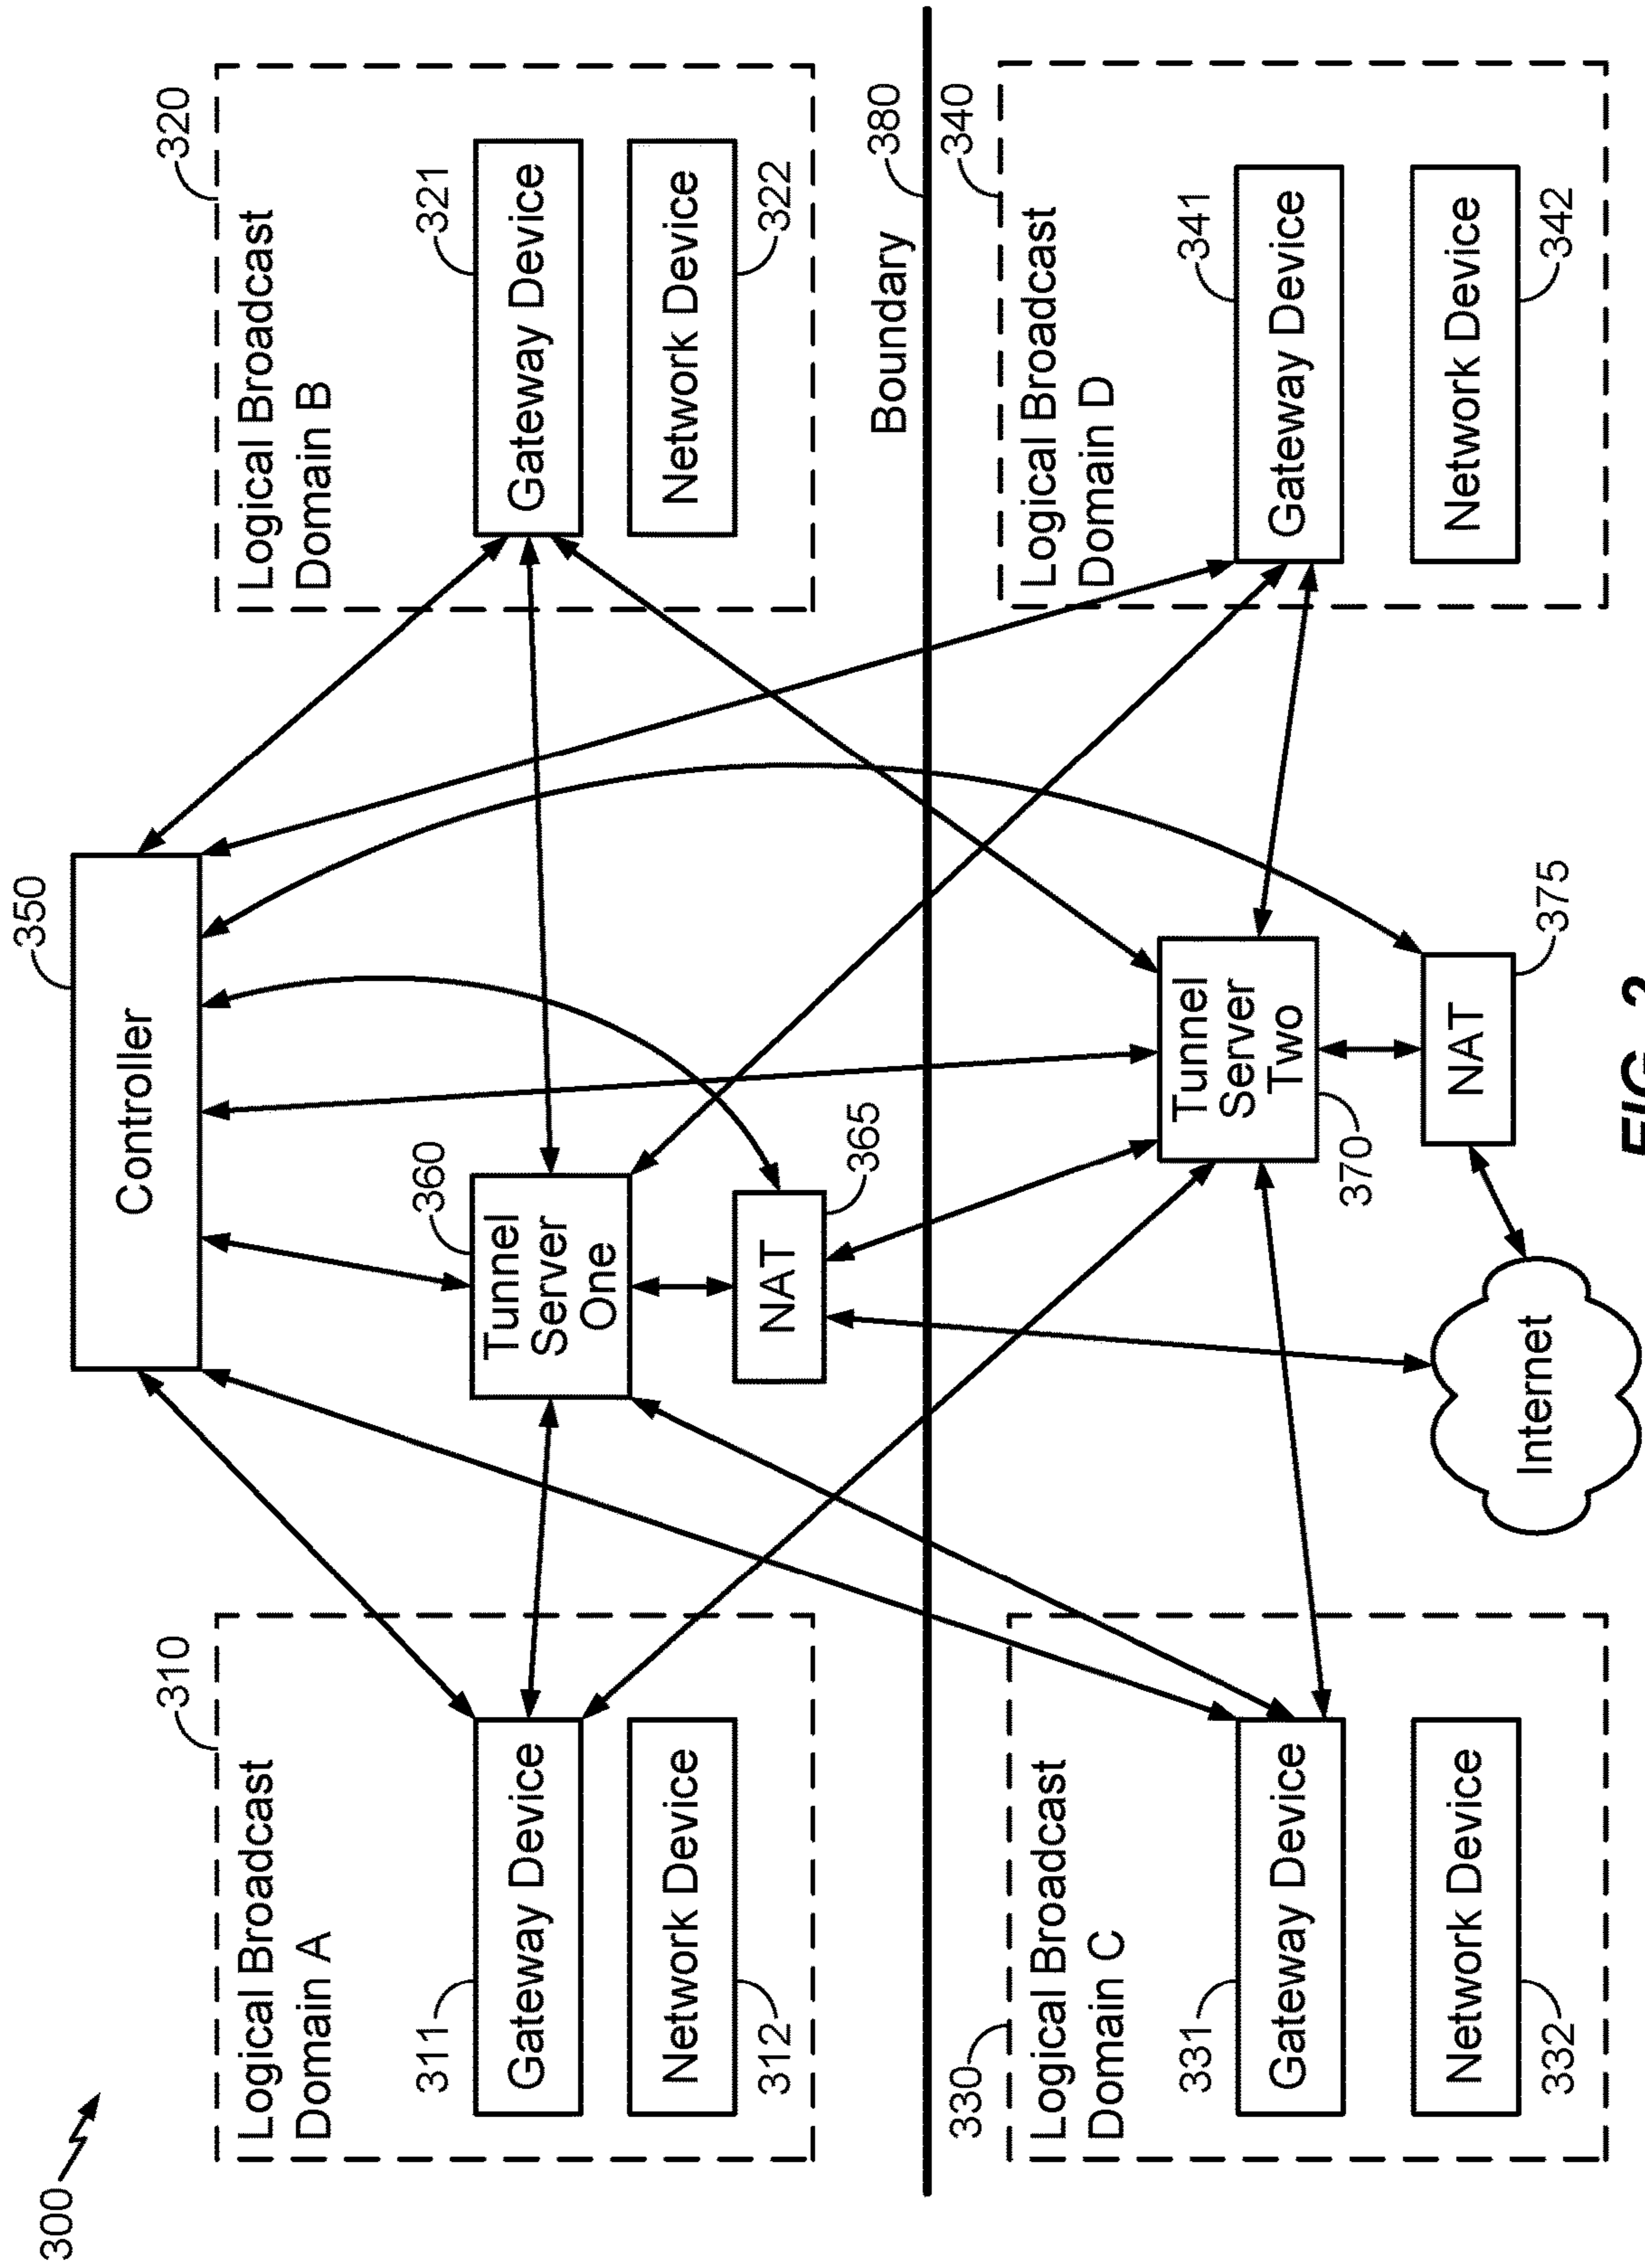 300
350
Controller
310
Logical Broadcast
Domain A
311
Gateway Device
Network Device
312
320
Logical Broadcast
Domain B
321
Gateway Device
Network Device
322
360
Tunnel
Server
One
NAT
365
Boundary
380
330
Logical Broadcast
Domain C
331
Gateway Device
Network Device
332
340
Logical Broadcast
Domain D
341
Gateway Device
Network Device
342
Tunnel
Server
Two
370
NAT
375
Internet